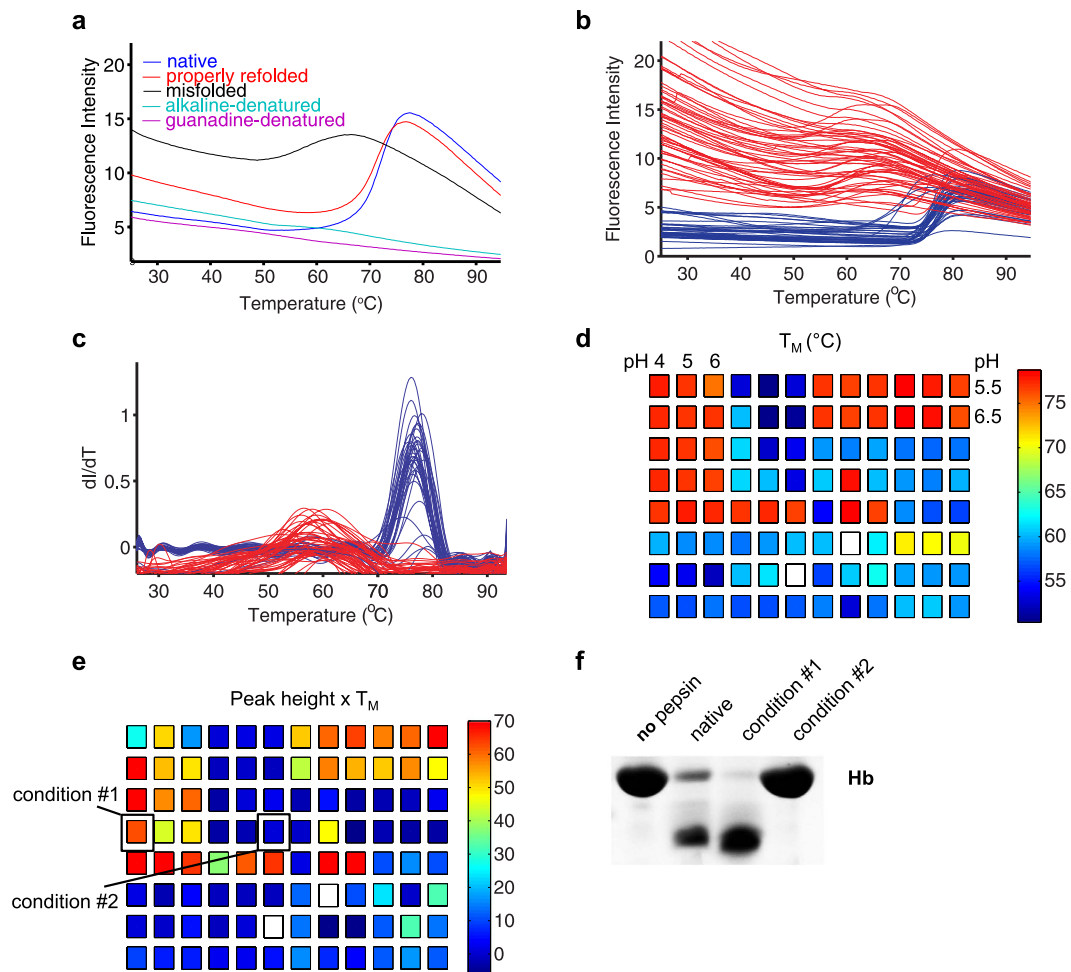 a
Fluorescence Intensity
20
15
10
5
native
properly refolded
misfolded
alkaline-denatured
guanadine-denatured
30 40 50 60 70 80 90
Temperature (°C)
b
Fluorescence Intensity
20
15
10
5
0
30 40 50 60 70 80 90
Temperature (°C)
c
dI/dT
1
0.5
0
30 40 50 60 70 80 90
Temperature (°C)
d
TM (°C)
pH 4 5 6
pH
5.5
6.5
75
70
65
60
55
e
Peak height x TM
condition #1
condition #2
70
60
50
40
30
20
10
0
f
no pepsin
native
condition #1
condition #2
Hb